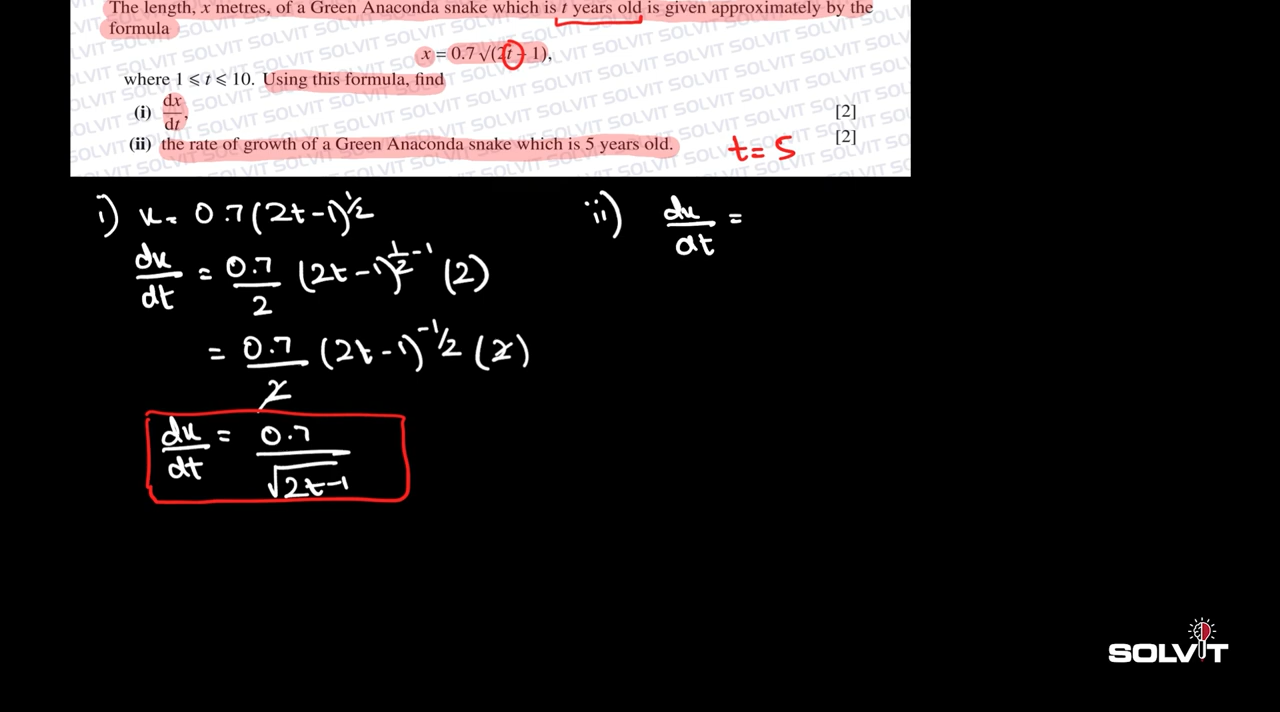 The length, x metres, of a Green Anaconda snake which is t years old is given approximately by the
formula
x = 0.7√(2t − 1),
where 1 ⩽ t ⩽ 10. Using this formula, find
(i) dx/dt, [2]
(ii) the rate of growth of a Green Anaconda snake which is 5 years old. [2]
t = 5
i) x = 0.7(2t−1)^1/2
dx/dt = 0.7/2 (2t−1)^1/2 −1 (2)
= 0.7/2 (2t−1)^−1/2 (2)
dx/dt = 0.7/√2t−1
ii) dx/dt =
SOLVIT